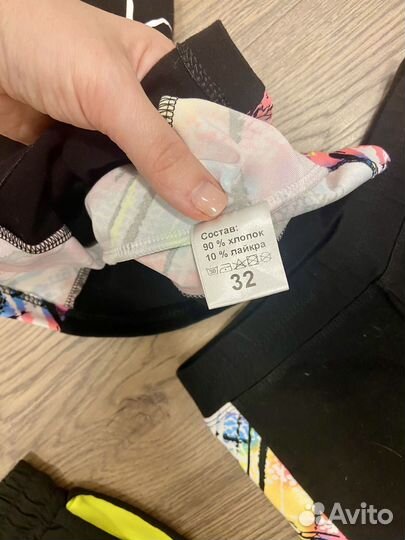 Состав:
90 % хлопок
10 % лайкра
32
Avito